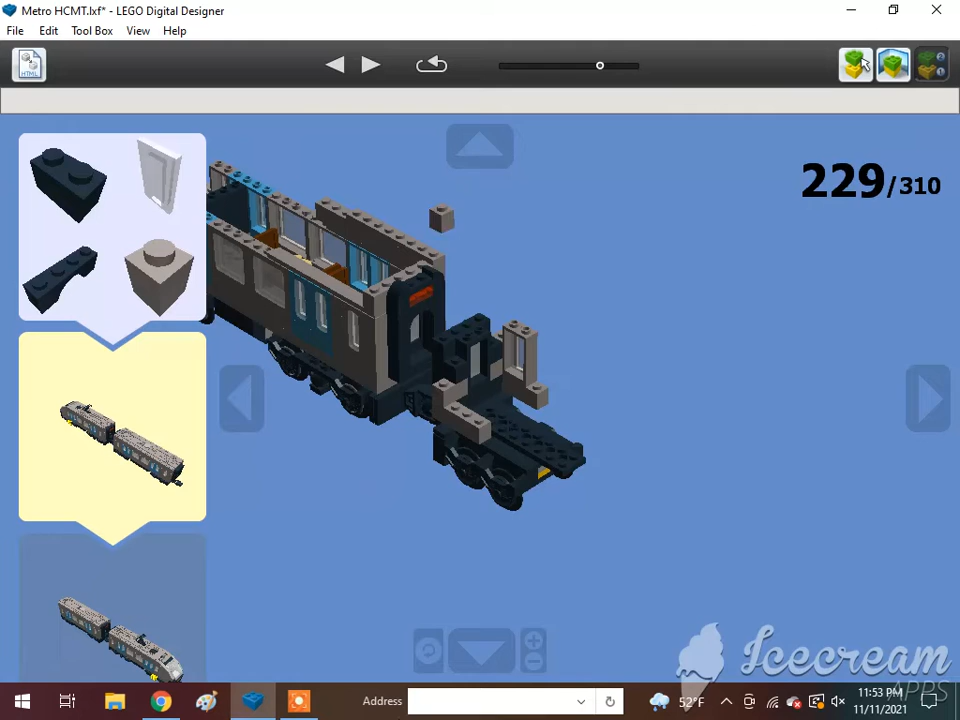 Metro HCMT.lxf* - LEGO Digital Designer
File Edit Tool Box View Help
HTML
229/310
Icecream
APPS
Address
52°F
11:53 PM
11/11/2021